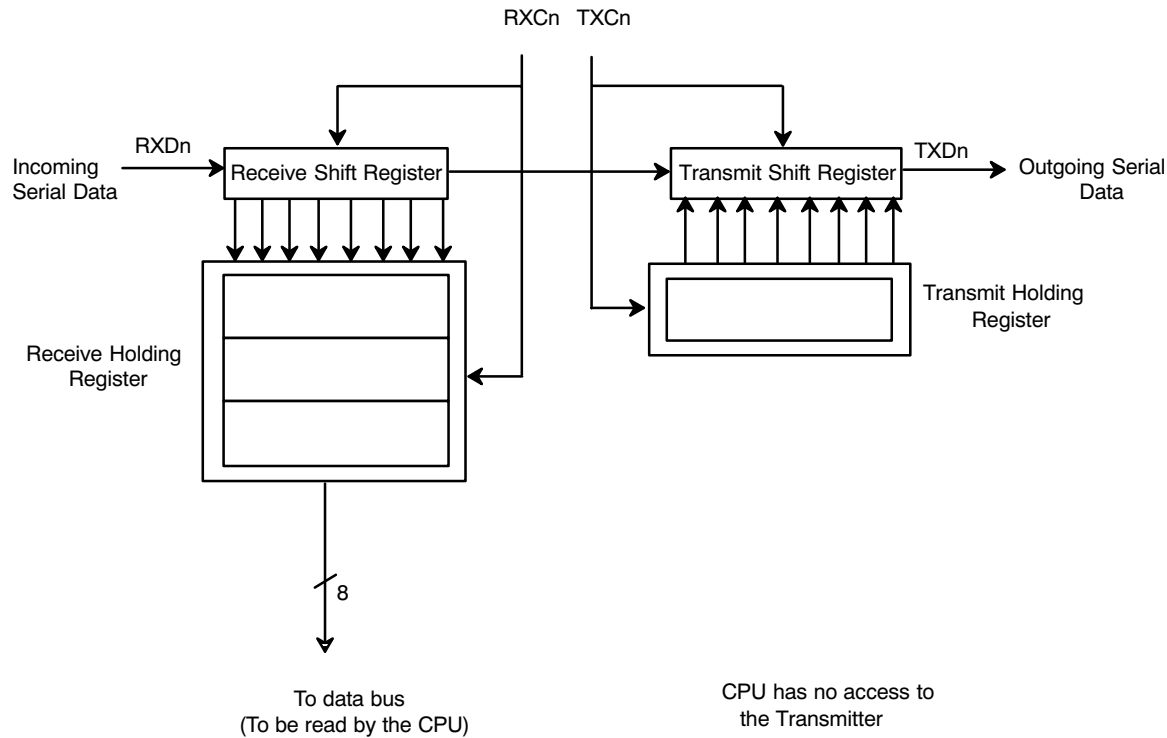 RXCn TXCn
RXDn
Incoming
Serial Data
Receive Shift Register
Transmit Shift Register
TXDn
Outgoing Serial
Data
Receive Holding
Register
Transmit Holding
Register
8
To data bus
(To be read by the CPU)
CPU has no access to
the Transmitter